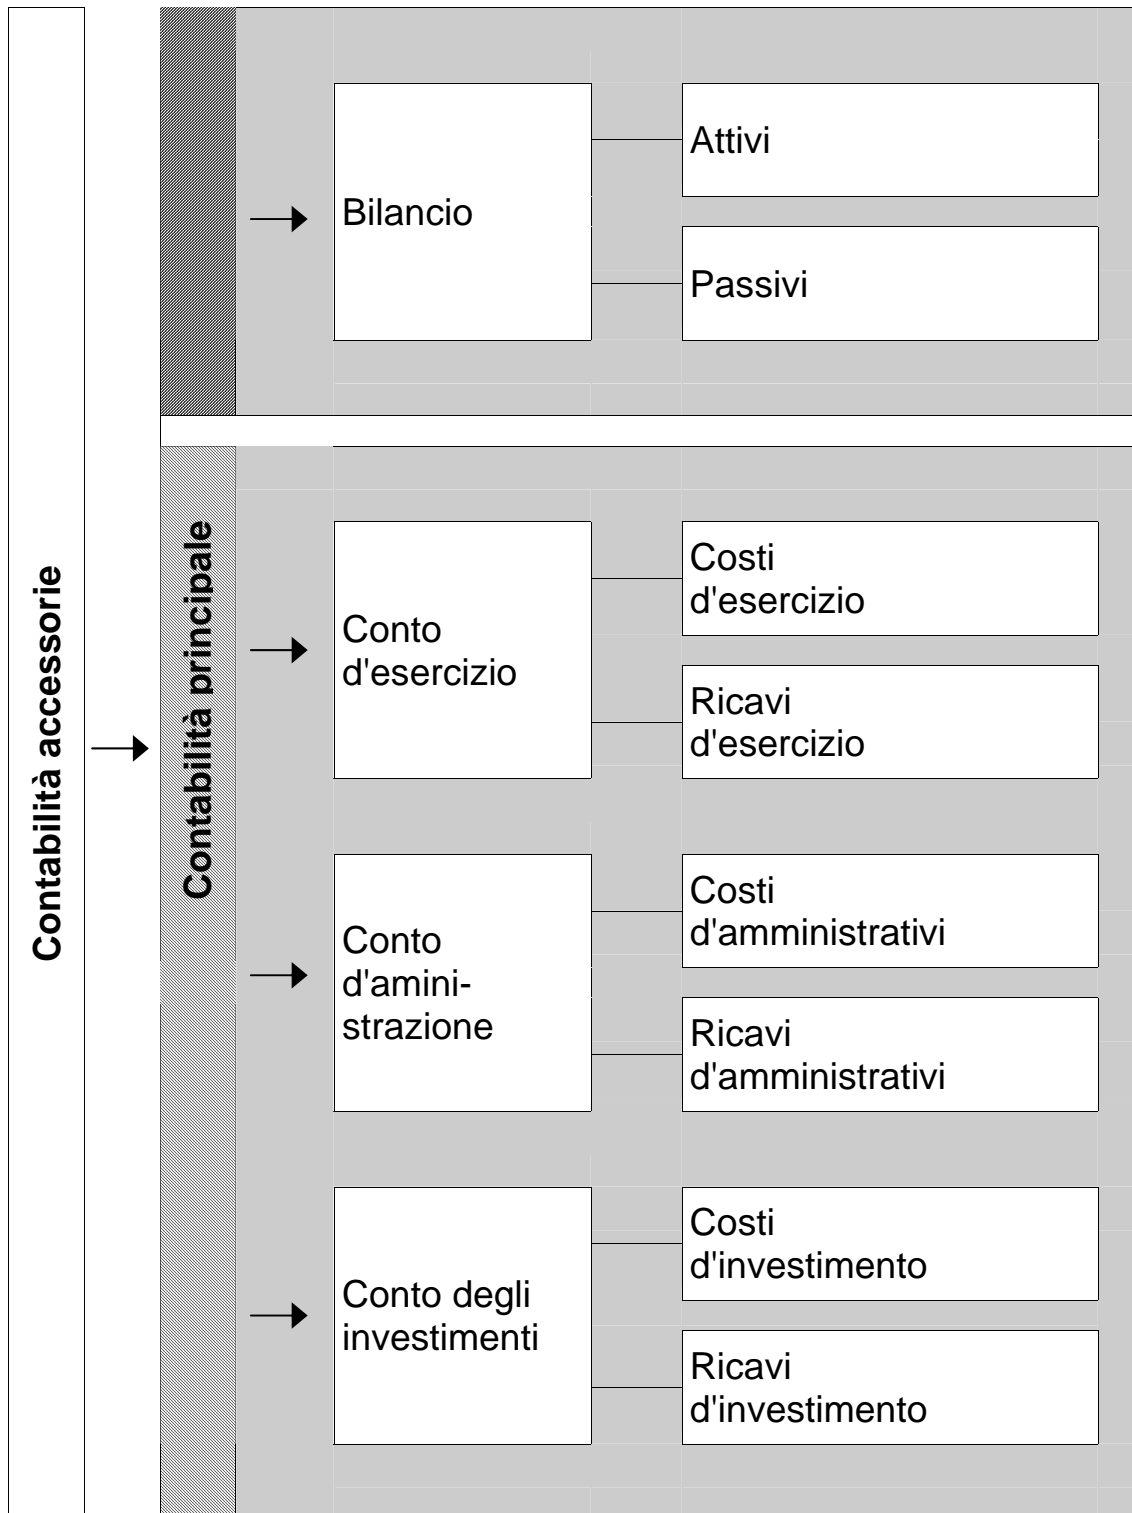 Contabilità accessorie
Contabilità principale
Bilancio
Attivi
Passivi
Conto
d'esercizio
Costi
d'esercizio
Ricavi
d'esercizio
Conto
d'amini-
strazione
Costi
d'amministrativi
Ricavi
d'amministrativi
Conto degli
investimenti
Costi
d'investimento
Ricavi
d'investimento